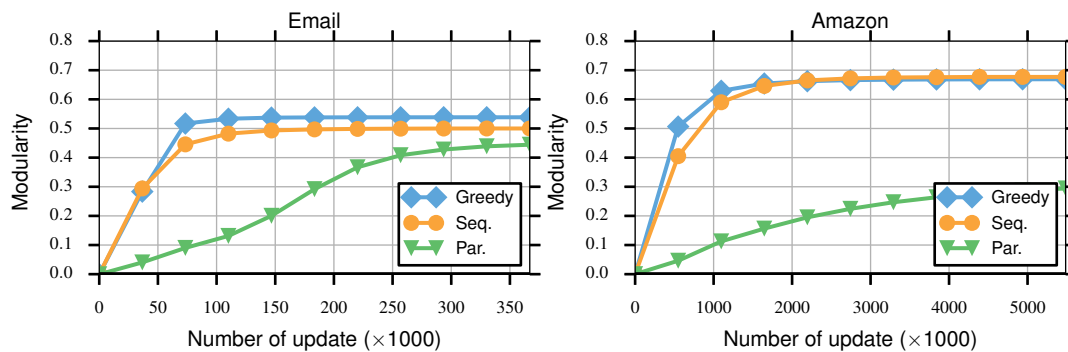 Email
0.8
0.7
0.6
0.5
0.4
0.3
0.2
0.1
0.0
Modularity
0 50 100 150 200 250 300 350
Number of update (×1000)
Greedy
Seq.
Par.
Amazon
0.8
0.7
0.6
0.5
0.4
0.3
0.2
0.1
0.0
Modularity
0 1000 2000 3000 4000 5000
Number of update (×1000)
Greedy
Seq.
Par.